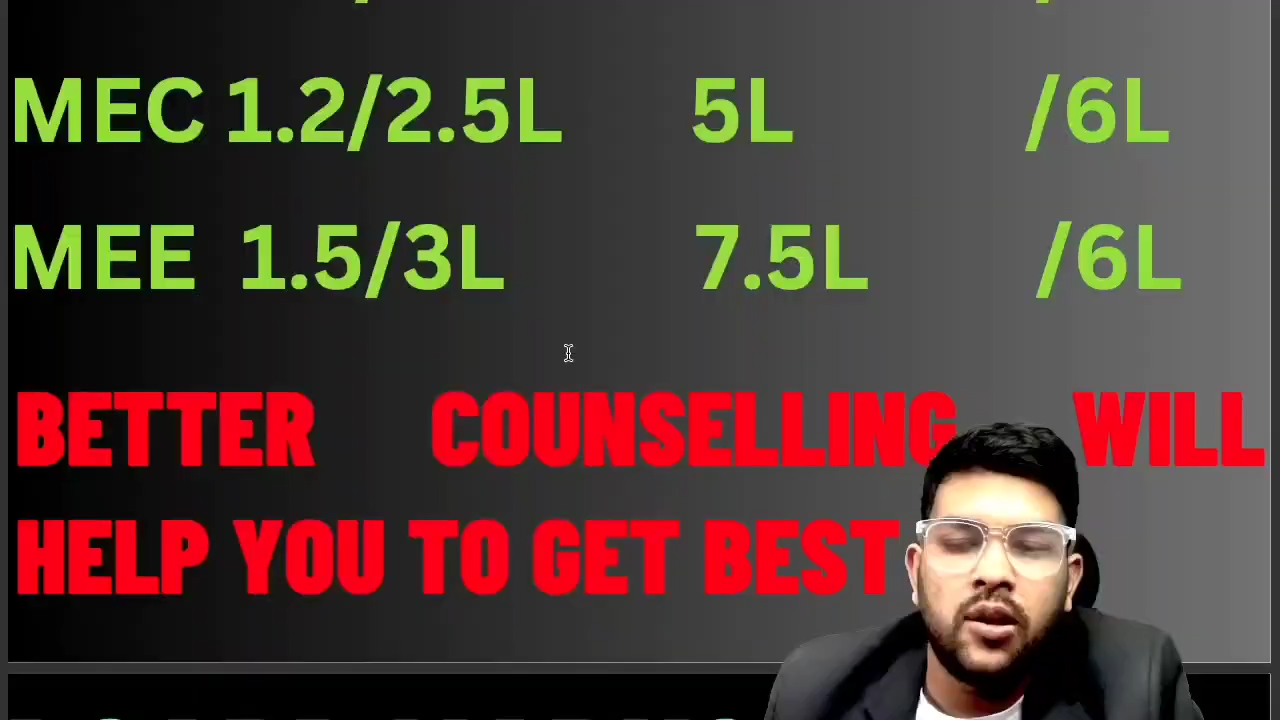 MEC 1.2/2.5L 5L /6L
MEE 1.5/3L 7.5L /6L
BETTER COUNSELLING WILL
HELP YOU TO GET BEST